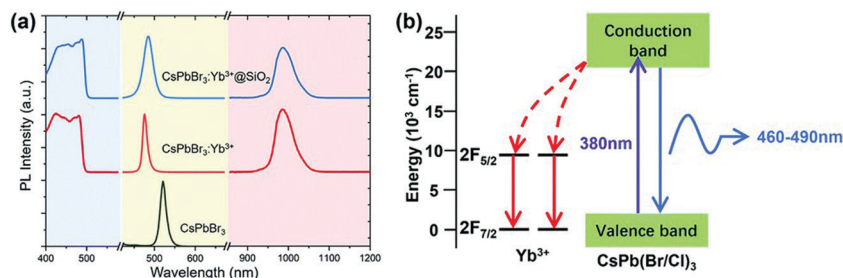 (a)
PL Intensity (a.u.)
CsPbBr₃:Yb³⁺@SiO₂
CsPbBr₃:Yb³⁺
CsPbBr₃
400 500 500 600 800 900 1000 1100 1200
Wavelength (nm)
(b)
Energy (10³ cm⁻¹)
25
20
15
10
5
0
Conduction
band
380nm
460-490nm
2F₅/₂
2F₇/₂
Valence band
Yb³⁺
CsPb(Br/Cl)₃